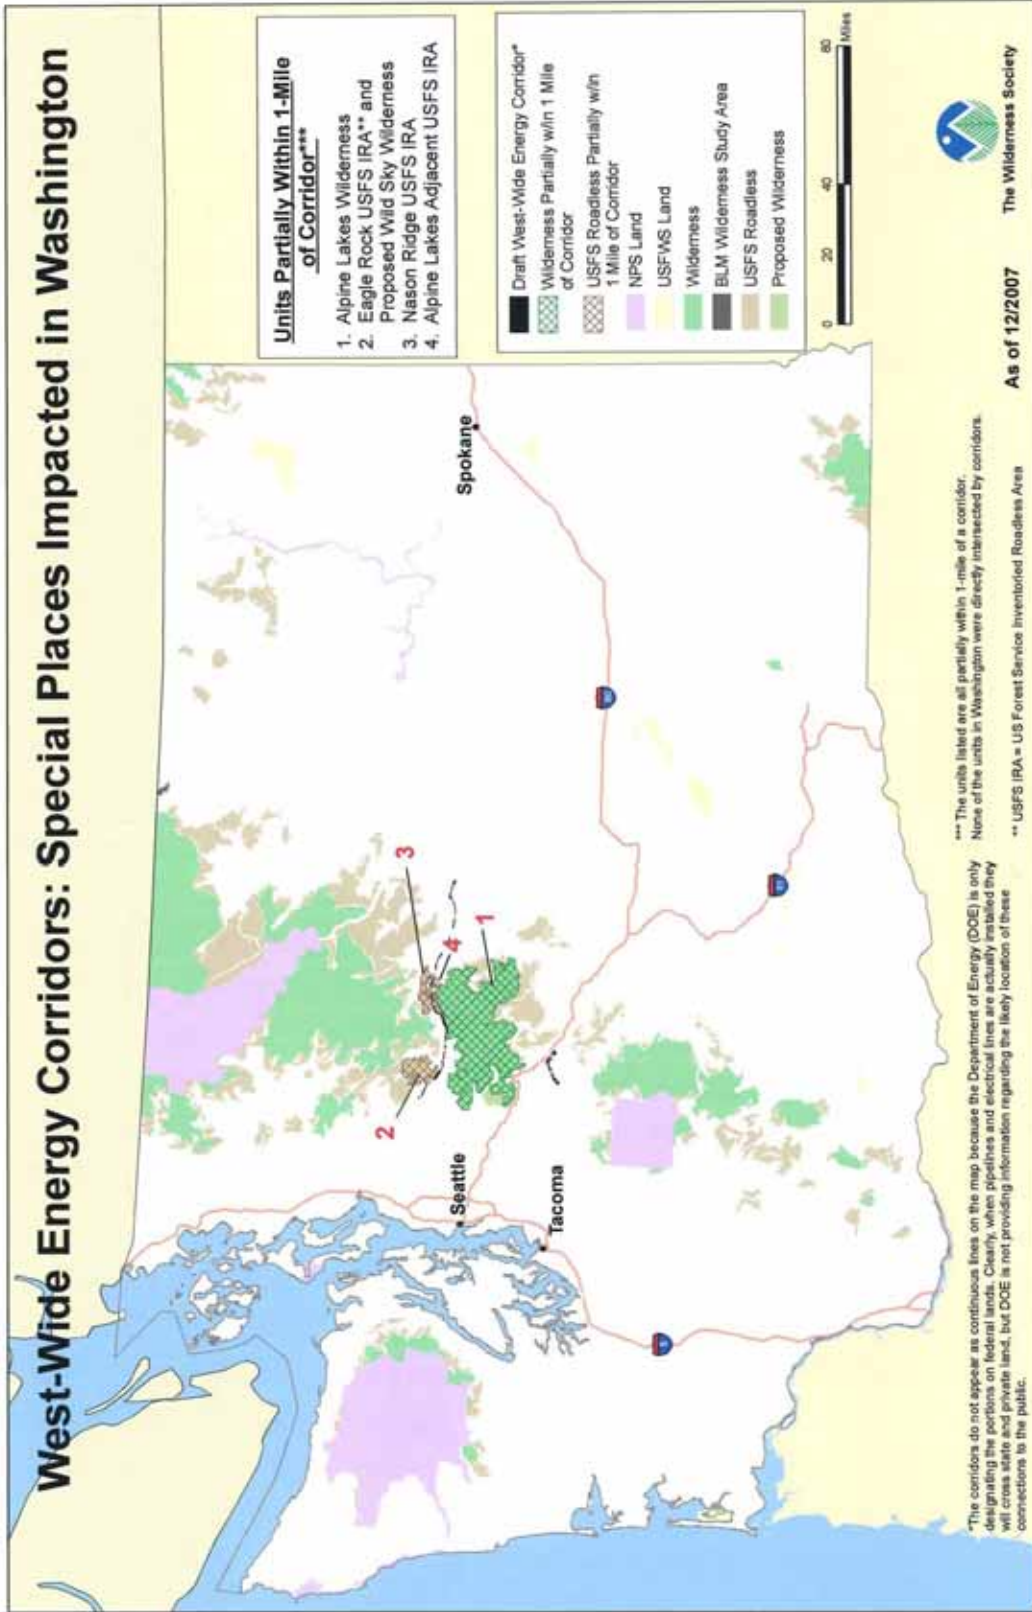 West-Wide Energy Corridors: Special Places Impacted in Washington
Units Partially Within 1-Mile
of Corridor***
1. Alpine Lakes Wilderness
2. Eagle Rock USFS IRA** and
Proposed Wild Sky Wilderness
3. Nason Ridge USFS IRA
4. Alpine Lakes Adjacent USFS IRA
Draft West-Wide Energy Corridor*
Wilderness Partially w/in 1 Mile
of Corridor
USFS Roadless Partially w/in
1 Mile of Corridor
NPS Land
USFWS Land
Wilderness
BLM Wilderness Study Area
USFS Roadless
Proposed Wilderness
0 20 40 80
Miles
3
4
2
1
Seattle
Tacoma
Spokane
*The corridors do not appear as continuous lines on the map because the Department of Energy (DOE) is only
designating the portions on federal lands. Clearly, when pipelines and electrical lines are actually installed they
will cross state and private land, but DOE is not providing information regarding the likely location of these
connections to the public.
*** The units listed are all partially within 1-mile of a corridor.
None of the units in Washington were directly intersected by corridors.
** USFS IRA = US Forest Service Inventoried Roadless Area
As of 12/2007
The Wilderness Society